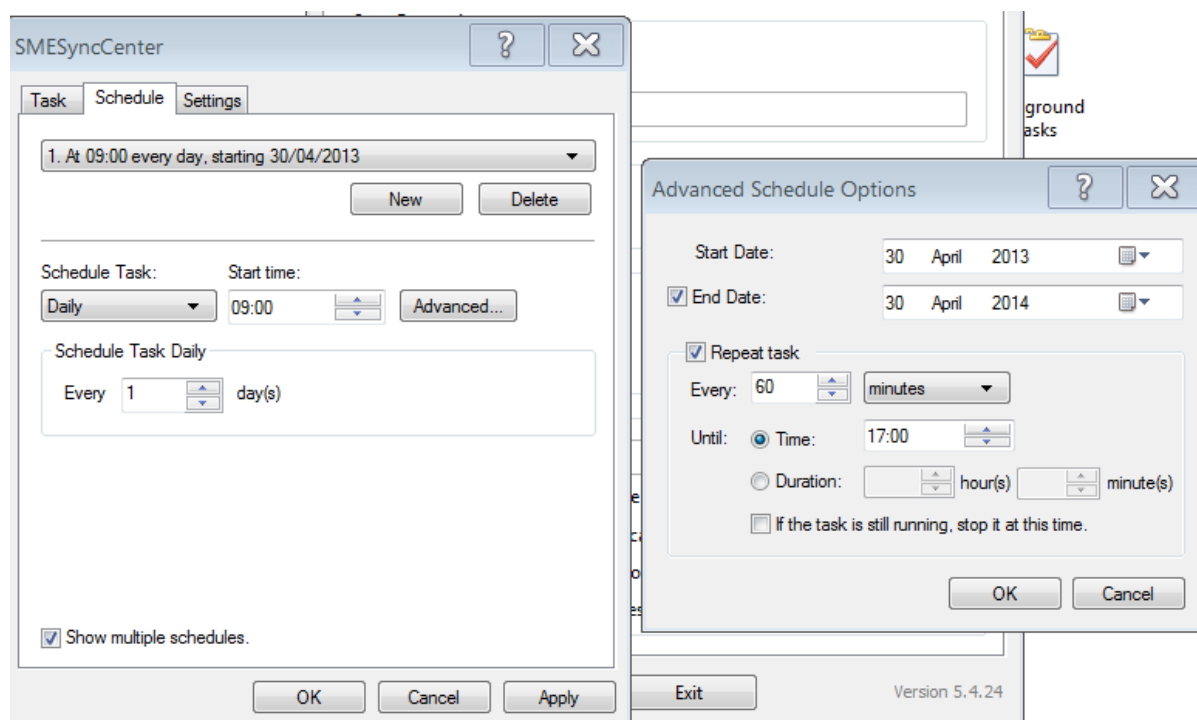 SMESyncCenter
Task Schedule Settings
1. At 09:00 every day, starting 30/04/2013
New Delete
Schedule Task: Start time:
Daily 09:00 Advanced...
Schedule Task Daily
Every 1 day(s)
Show multiple schedules.
OK Cancel Apply
ground
asks
Advanced Schedule Options
Start Date: 30 April 2013
End Date: 30 April 2014
Repeat task
Every: 60 minutes
Until: Time: 17:00
Duration: hour(s) minute(s)
If the task is still running, stop it at this time.
OK Cancel
Exit Version 5.4.24